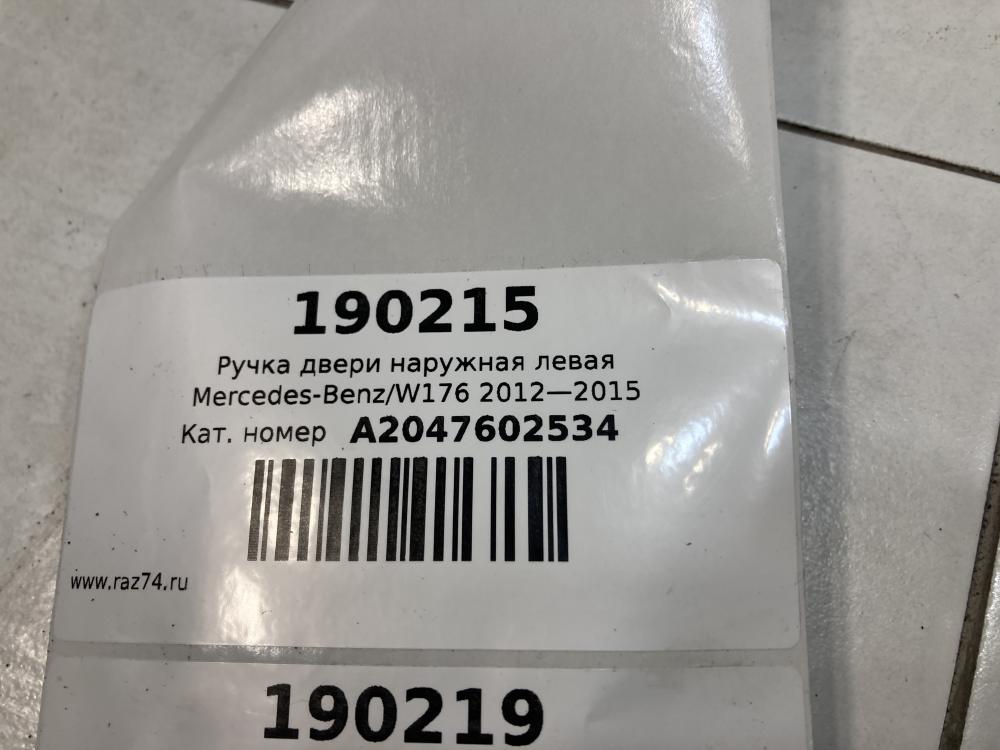 190215
Ручка двери наружная левая
Mercedes-Benz/W176 2012—2015
Кат. номер A2047602534
www.raz74.ru
190219